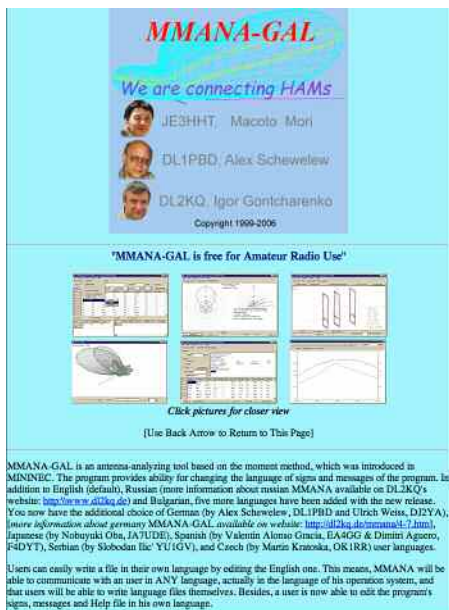 MMANA-GAL
We are connecting HAMs
JE3HHT, Macoto Mori
DL1PBD, Alex Schewelew
DL2KQ, Igor Gontcharenko
Copyright 1999-2006
"MMANA-GAL is free for Amateur Radio Use"
Click pictures for closer view
[Use Back Arrow to Return to This Page]
MMANA-GAL is an antenna-analyzing tool based on the moment method, which was introduced in
MININEC. The program provides ability for changing the language of signs and messages of the program. In
addition to English (default), Russian (more information about russian MMANA available on DL2KQ's
website: http://www.dl2kq.de) and Bulgarian, five more languages have been added with the new release.
You now have the additional choice of German (by Alex Schewelew, DL1PBD and Ulrich Weiss, DJ2YA),
[more information about germany MMANA-GAL available on website: http://dl2kq.de/mmana/4-7.htm],
Japanese (by Nobuyuki Oba, JA7UDE), Spanish (by Valentin Alonso Gracia, EA4GG & Dimitri Aguero,
F4DYT), Serbian (by Slobodan Ilic' YU1GV), and Czech (by Martin Kratoska, OK1RR) user languages.
Users can easily write a file in their own language by editing the English one. This means, MMANA will be
able to communicate with an user in ANY language, actually in the language of his operation system, and
that users will be able to write language files themselves. Besides, a user is now able to edit the program's
signs, messages and Help file in his own language.